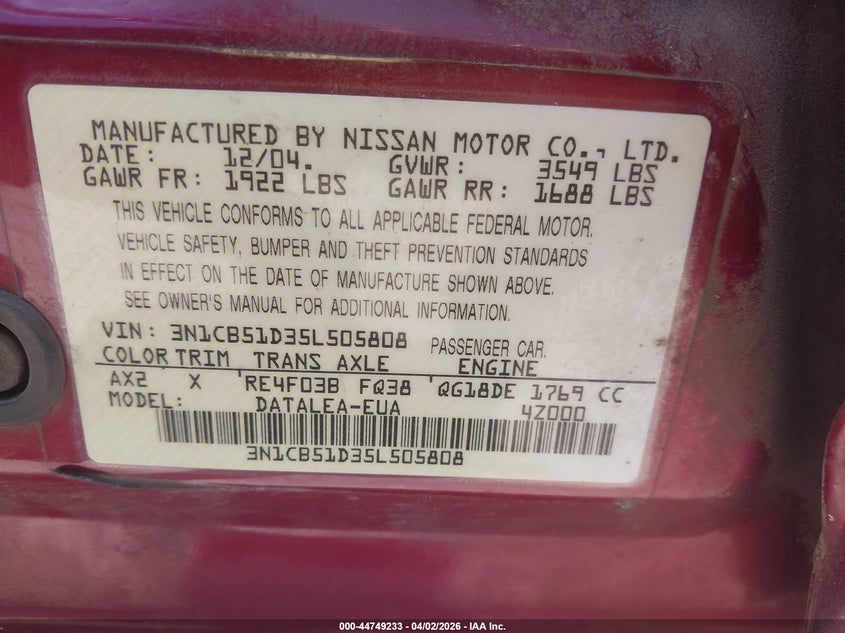 MANUFACTURED BY NISSAN MOTOR CO., LTD.
DATE: 12/04. GVWR: 3549 LBS
GAWR FR: 1922 LBS GAWR RR: 1688 LBS
THIS VEHICLE CONFORMS TO ALL APPLICABLE FEDERAL MOTOR.
VEHICLE SAFETY, BUMPER AND THEFT PREVENTION STANDARDS
IN EFFECT ON THE DATE OF MANUFACTURE SHOWN ABOVE.
SEE OWNER'S MANUAL FOR ADDITIONAL INFORMATION.
VIN: 3N1CB51D35L505808 PASSENGER CAR.
COLOR TRIM TRANS AXLE ENGINE
AX2 X 'RE4F03B FQ38 'QG18DE 1769 CC
MODEL: DATALEA-EUA 4Z000
3N1CB51D35L505808
000-44749233 - 04/02/2026 - IAA Inc.